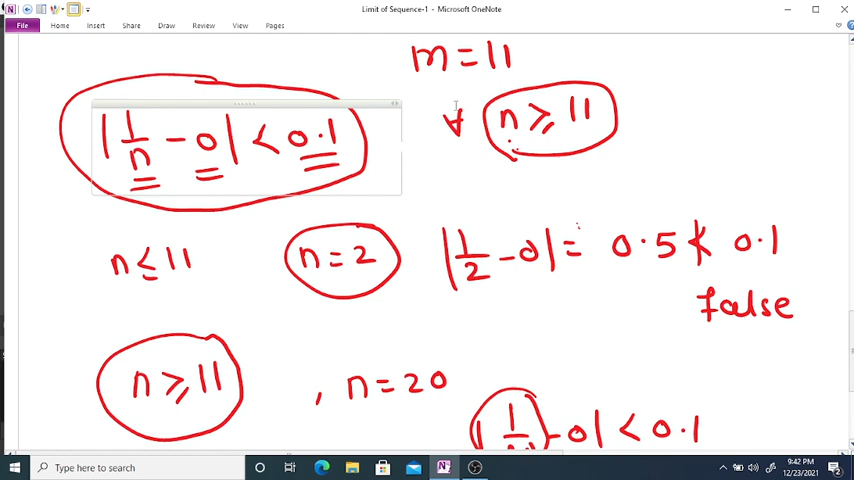 Limit of Sequence-1 - Microsoft OneNote
File Home Insert Share Draw Review View Pages
m = 11
|1/n - 0| < 0.1 ∀ n ≥ 11
n ≤ 11 n = 2 |1/2 - 0| = 0.5 ≮ 0.1
false
n ≥ 11 , n = 20
- 0| < 0.1
Type here to search
9:42 PM
12/23/2021
2